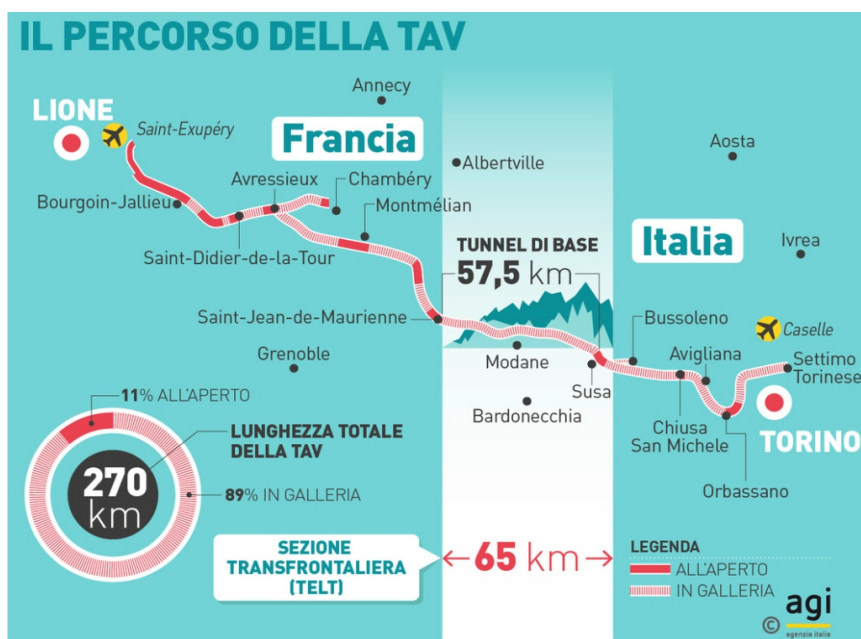 IL PERCORSO DELLA TAV
Annecy
LIONE
Saint-Exupéry
Francia
Aosta
Albertville
Avressieux
Chambéry
Bourgoin-Jallieu
Montmélian
Italia
Ivrea
Saint-Didier-de-la-Tour
TUNNEL DI BASE
57,5 km
Saint-Jean-de-Maurienne
Bussoleno
Caselle
Grenoble
Modane
Avigliana
Settimo
Torinese
Susa
11% ALL'APERTO
Bardonecchia
Chiusa
San Michele
TORINO
LUNGHEZZA TOTALE
DELLA TAV
270
km
89% IN GALLERIA
Orbassano
SEZIONE
TRANSFRONTALIERA
(TELT)
65 km
LEGENDA
ALL'APERTO
IN GALLERIA
© agi
agenzia italia